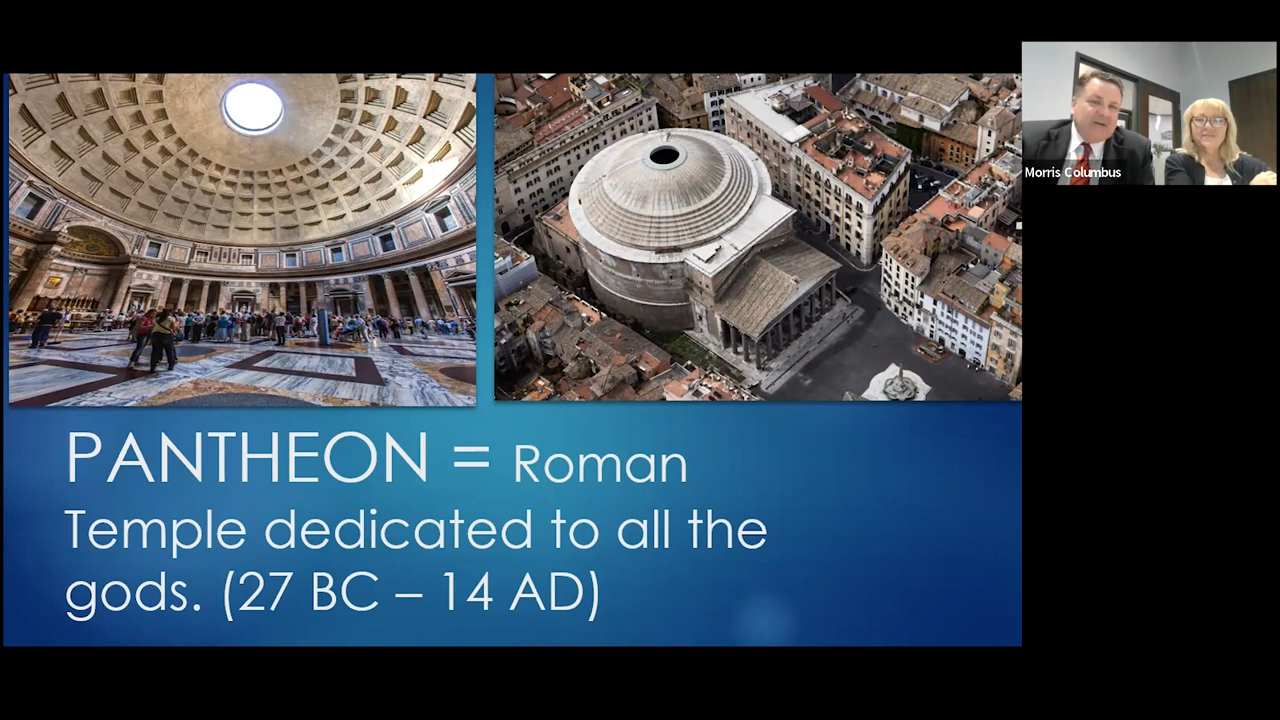 Morris Columbus
PANTHEON = Roman
Temple dedicated to all the
gods. (27 BC – 14 AD)